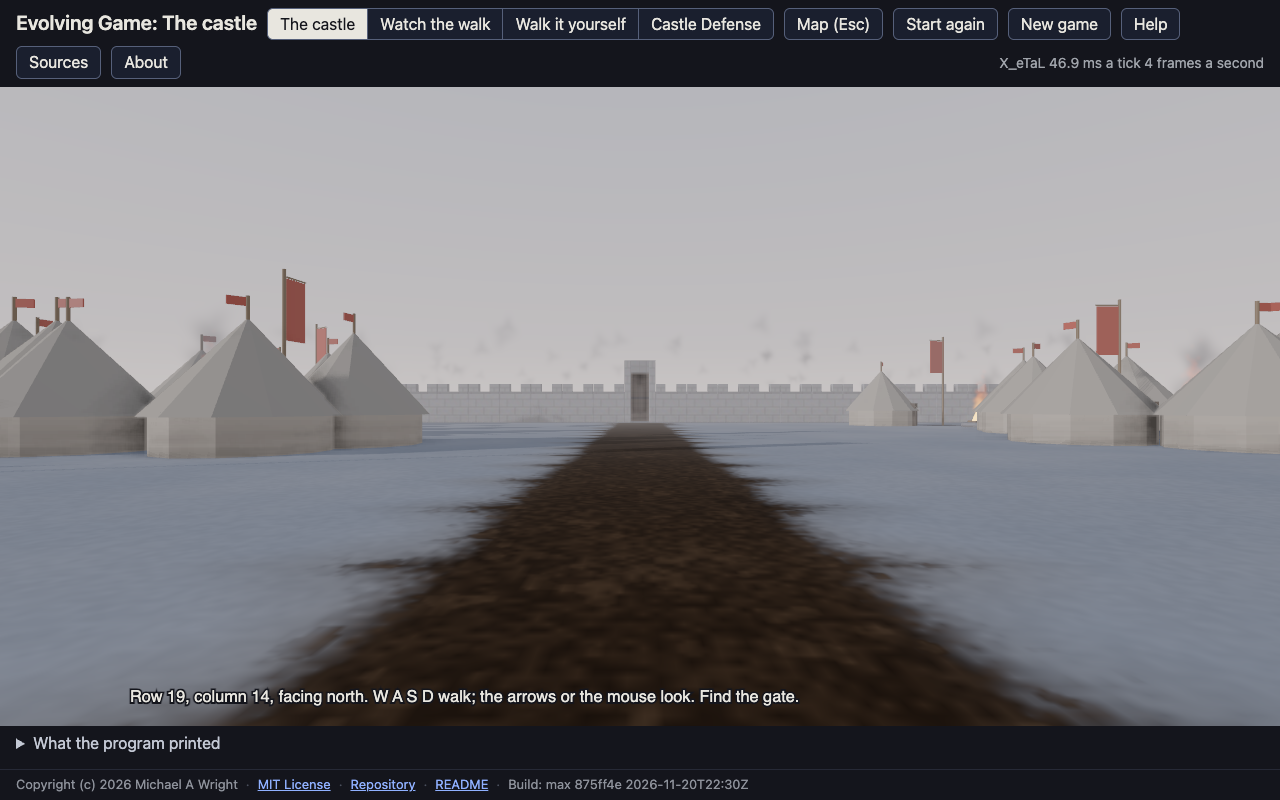 Evolving Game: The castle The castle Watch the walk Walk it yourself Castle Defense Map (Esc) Start again New game Help
Sources About X_eTaL 46.9 ms a tick 4 frames a second
Row 19, column 14, facing north. W A S D walk; the arrows or the mouse look. Find the gate.
What the program printed
Copyright (c) 2026 Michael A Wright · MIT License · Repository · README · Build: max 875ff4e 2026-11-20T22:30Z